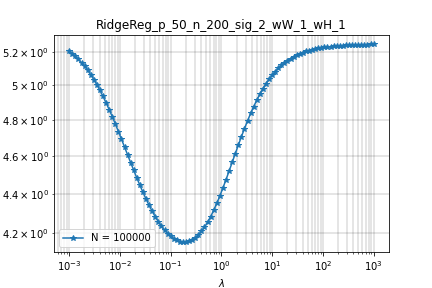 RidgeReg_p_50_n_200_sig_2_wW_1_wH_1
5.2 × 10⁰
5 × 10⁰
4.8 × 10⁰
4.6 × 10⁰
4.4 × 10⁰
4.2 × 10⁰
N = 100000
10⁻³ 10⁻² 10⁻¹ 10⁰ 10¹ 10² 10³
λ